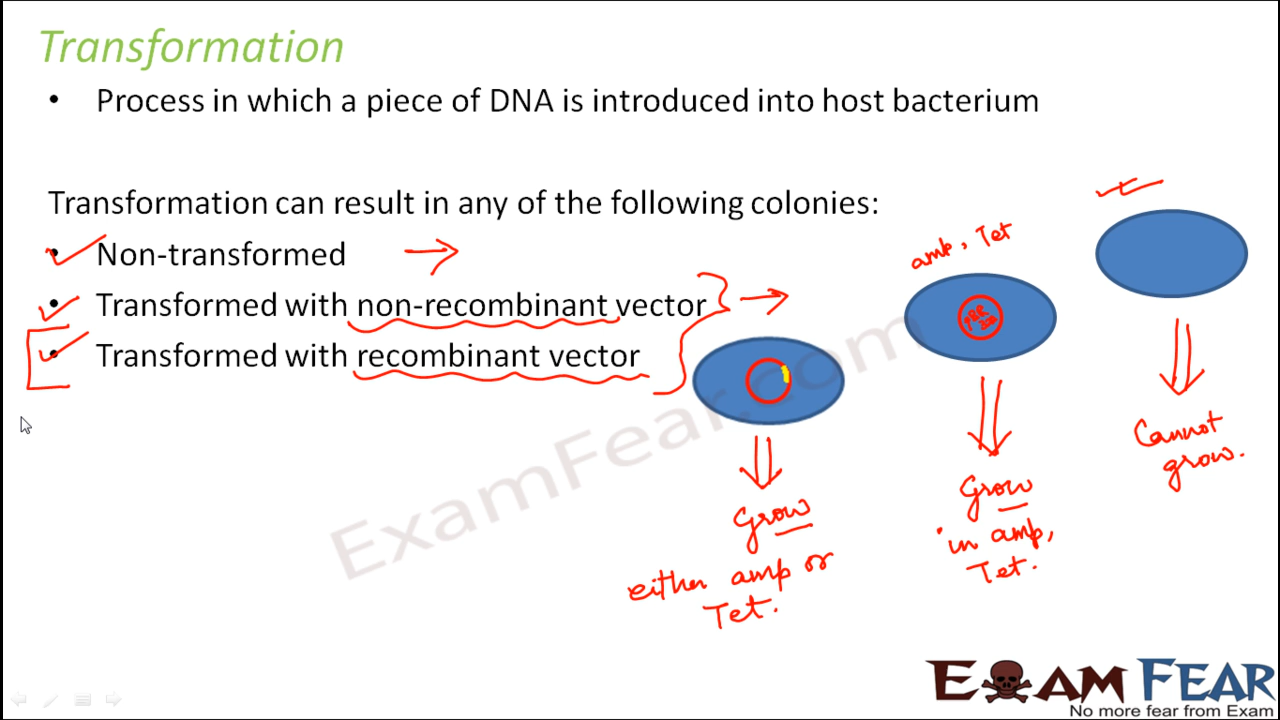 Transformation
• Process in which a piece of DNA is introduced into host bacterium
Transformation can result in any of the following colonies:
• Non-transformed
• Transformed with non-recombinant vector
• Transformed with recombinant vector
amp, Tet
PBR
Grow
either amp or
Tet.
Grow
in amp,
Tet.
Cannot
grow.
ExamFear.com
EXAM FEAR
No more fear from Exam